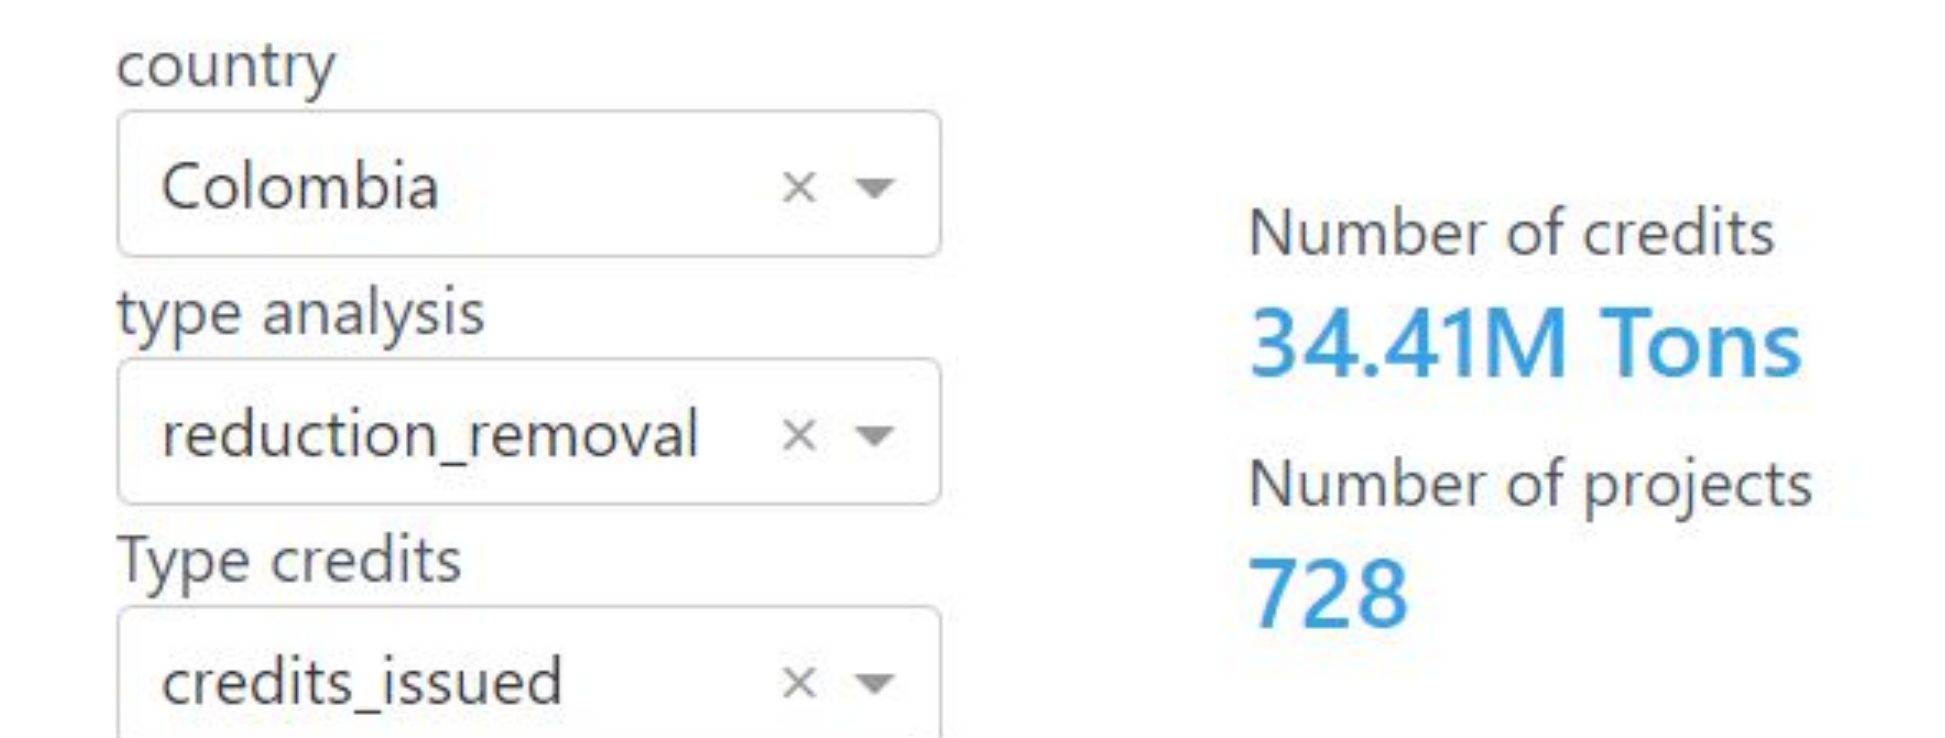 country
Colombia
type analysis
reduction_removal
Type credits
credits_issued
Number of credits
34.41M Tons
Number of projects
728